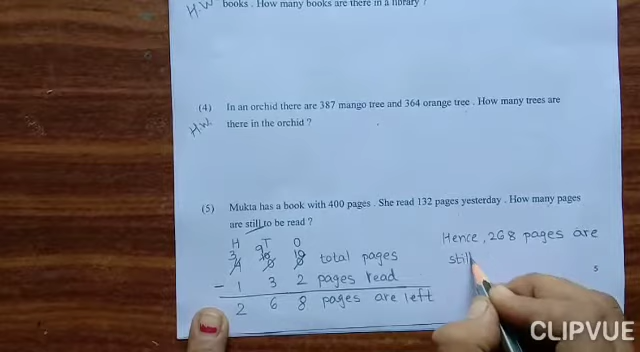 H.W books . How many books are there in a library ?
(4) In an orchid there are 387 mango tree and 364 orange tree . How many trees are
H.W. there in the orchid ?
(5) Mukta has a book with 400 pages . She read 132 pages yesterday . How many pages
are still to be read ?
H T O
3 9 10
4 0 0 total pages
- 1 3 2 pages read
2 6 8 pages are left
Hence, 268 pages are
still
5
CLIPVUE